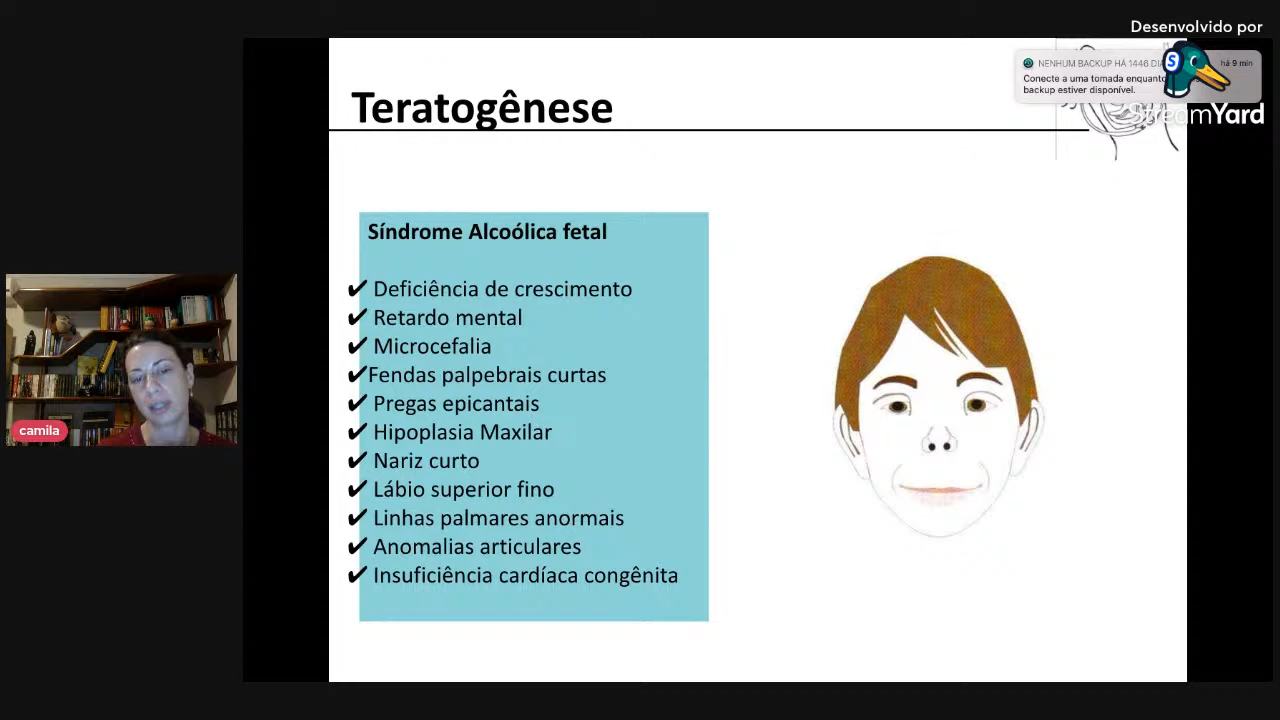 Desenvolvido por
NENHUM BACKUP HÁ 1446 DIA
há 9 min
Conecte a uma tomada enquanto
backup estiver disponível.
StreamYard
Teratogênese
Síndrome Alcoólica fetal
✔ Deficiência de crescimento
✔ Retardo mental
✔ Microcefalia
✔Fendas palpebrais curtas
✔ Pregas epicantais
✔ Hipoplasia Maxilar
✔ Nariz curto
✔ Lábio superior fino
✔ Linhas palmares anormais
✔ Anomalias articulares
✔ Insuficiência cardíaca congênita
camila